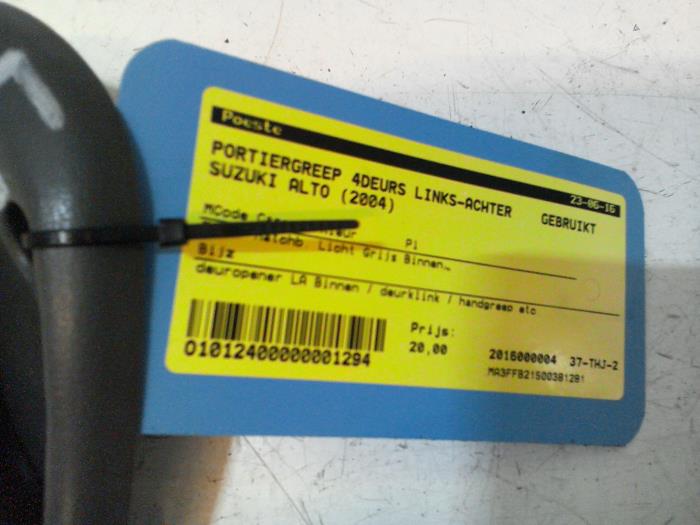 Poeste 23-06-16
PORTIERGREEP 4DEURS LINKS-ACHTER GEBRUIKT
SUZUKI ALTO (2004)
MCode Pi
Licht Grijs Binnen
Bijz
deuropener LA Binnen / deurklink / handgreep etc
Prijs:
20,00
01012400000001294
2016000004 37-THJ-2
MA3FFB21S00381281